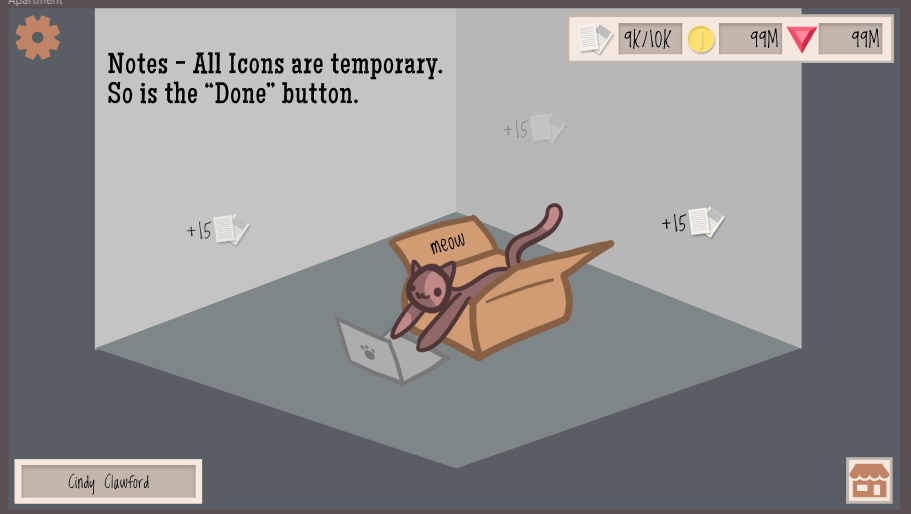 Apartment
9K/10K
99M
99M
Notes - All Icons are temporary.
So is the “Done” button.
+15
+15
+15
meow
Cindy Clawford